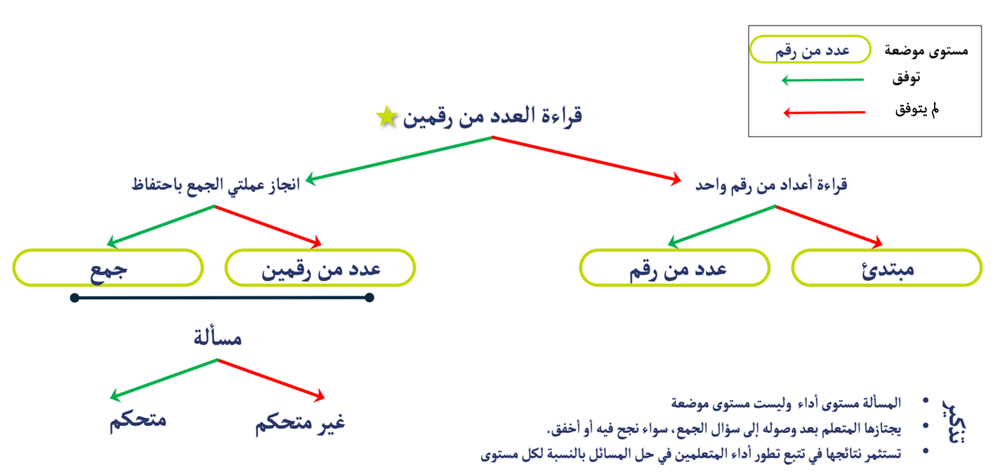 مستوى موضعة
عدد من رقم
توفق
لم يتوفق
قراءة العدد من رقمين
قراءة أعداد من رقم واحد
انجاز عملتي الجمع باحتفاظ
مبتدئ
عدد من رقم
عدد من رقمين
جمع
مسألة
غير متحكم
متحكم
تذكير
• المسألة مستوى أداء وليست مستوى موضعة
• يجتازها المتعلم بعد وصوله إلى سؤال الجمع، سواء نجح فيه أو أخفق.
• تستثمر نتائجها في تتبع تطور أداء المتعلمين في حل المسائل بالنسبة لكل مستوى